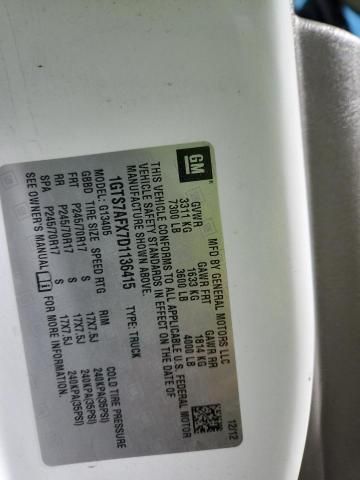 GM
MFD BY GENERAL MOTORS LLC
12/12
GVWR GAWR FRT GAWR RR
3311 KG 1633 KG 1814 KG
7300 LB 3600 LB 4000 LB
THIS VEHICLE CONFORMS TO ALL APPLICABLE U.S. FEDERAL MOTOR
VEHICLE SAFETY STANDARDS IN EFFECT ON THE DATE OF
MANUFACTURE SHOWN ABOVE.
1GTS7AFX7D1136415 TYPE: TRUCK
MODEL: G13405
GBBD TIRE SIZE SPEED RTG RIM COLD TIRE PRESSURE
FRT P245/70R17 S 17X7.5J 240KPA(35PSI)
RR P245/70R17 S 17X7.5J 240KPA(35PSI)
SPA P245/70R17 S 17X7.5J 240KPA(35PSI)
SEE OWNER'S MANUAL FOR MORE INFORMATION.